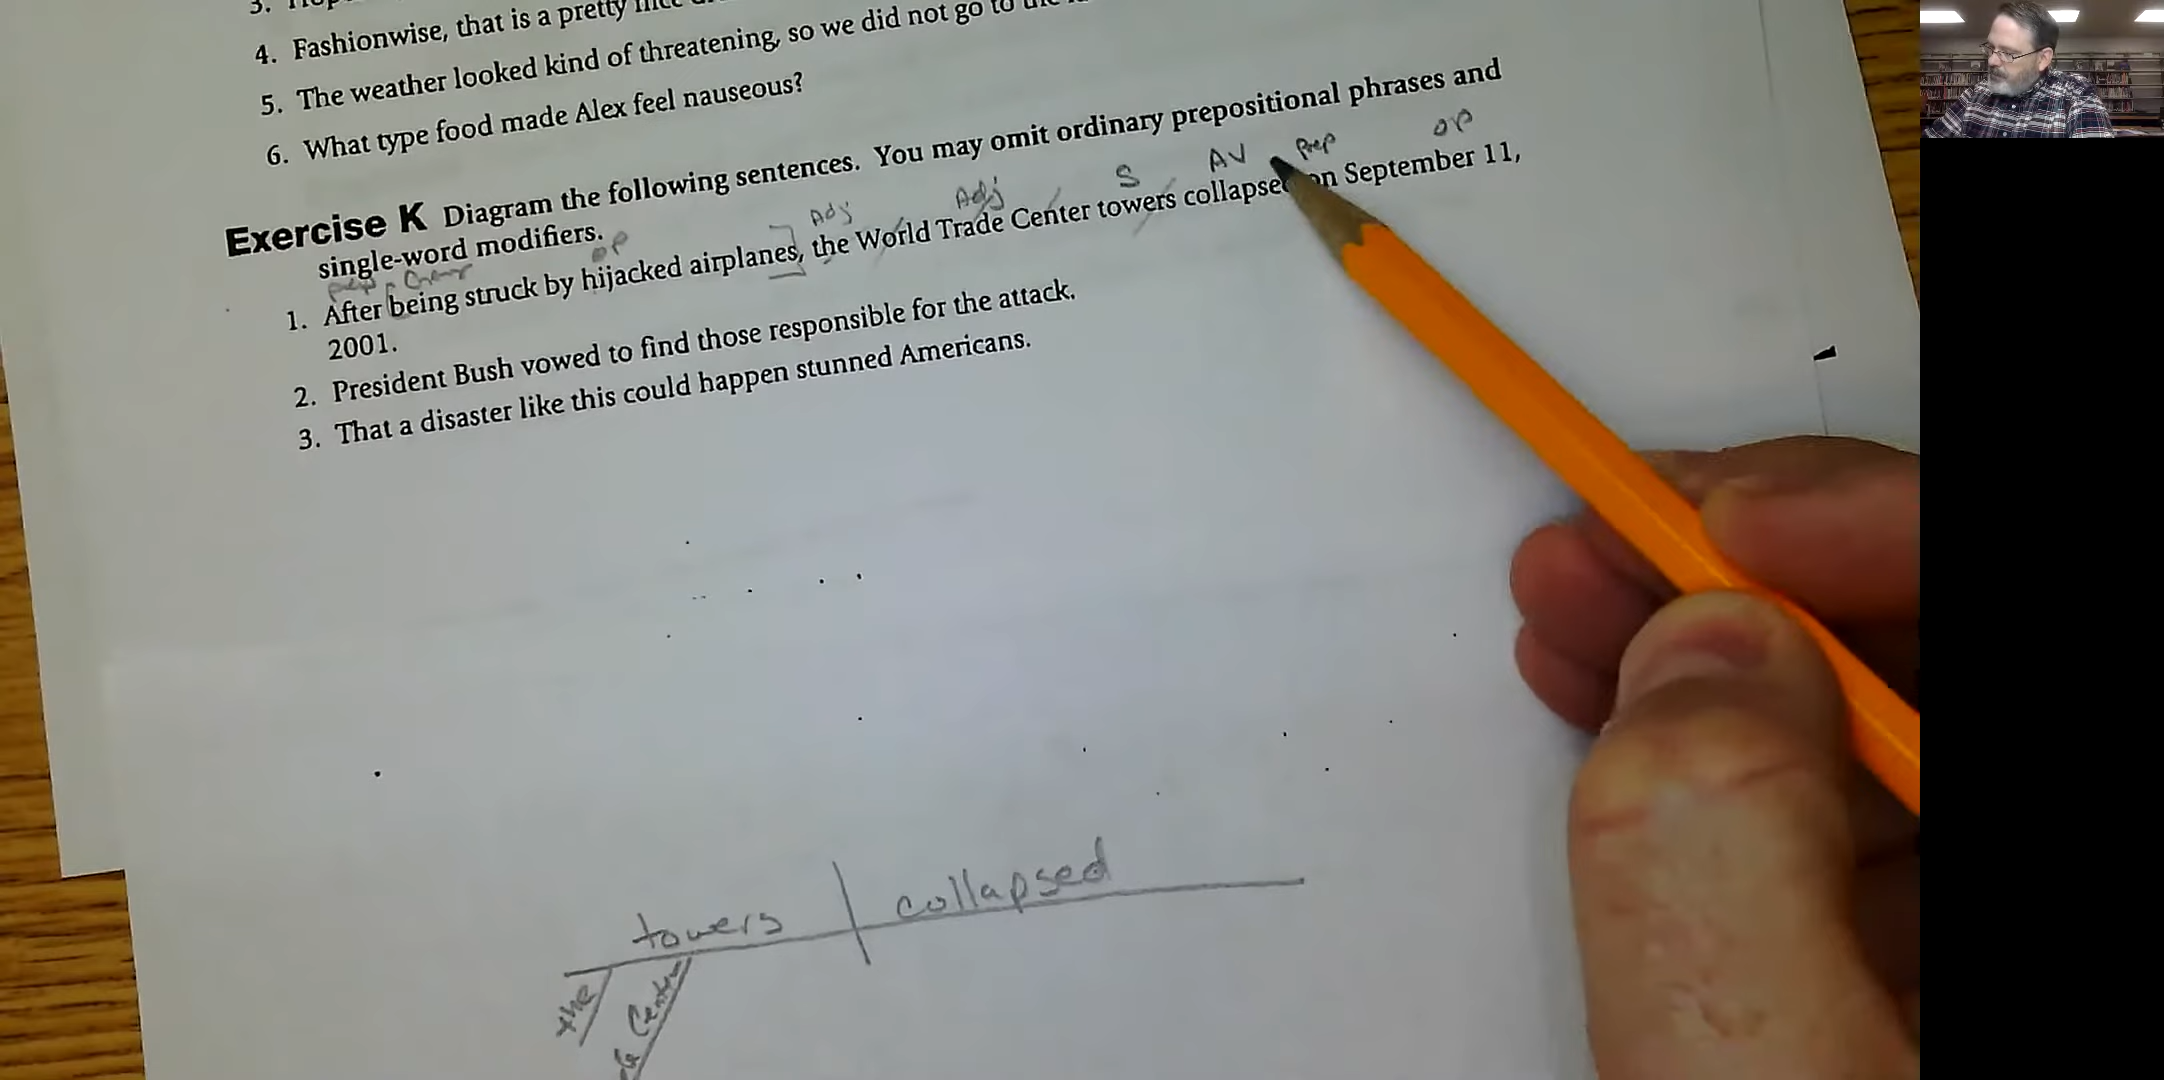 4. Fashionwise, that is a pretty
5. The weather looked kind of threatening, so we did not go to the
6. What type food made Alex feel nauseous?
Exercise K Diagram the following sentences. You may omit ordinary prepositional phrases and
single-word modifiers.
OP Adj Adj S AV prep OP
1. After being struck by hijacked airplanes, the World Trade Center towers collapsed on September 11,
2001.
2. President Bush vowed to find those responsible for the attack.
3. That a disaster like this could happen stunned Americans.
towers collapsed
the Center